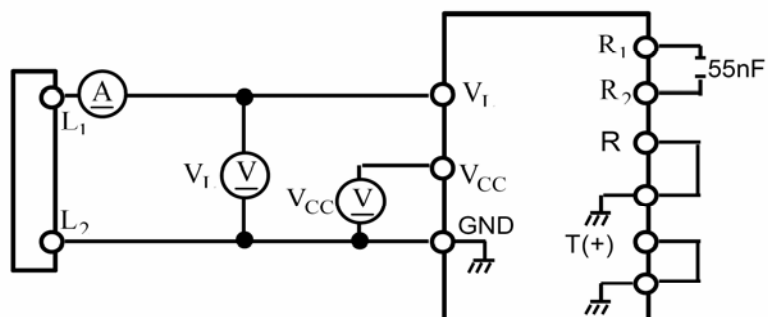 R1
55nF
A
L1
VL
R2
VL
V
R
VCC
V
VCC
L2
GND
T(+)